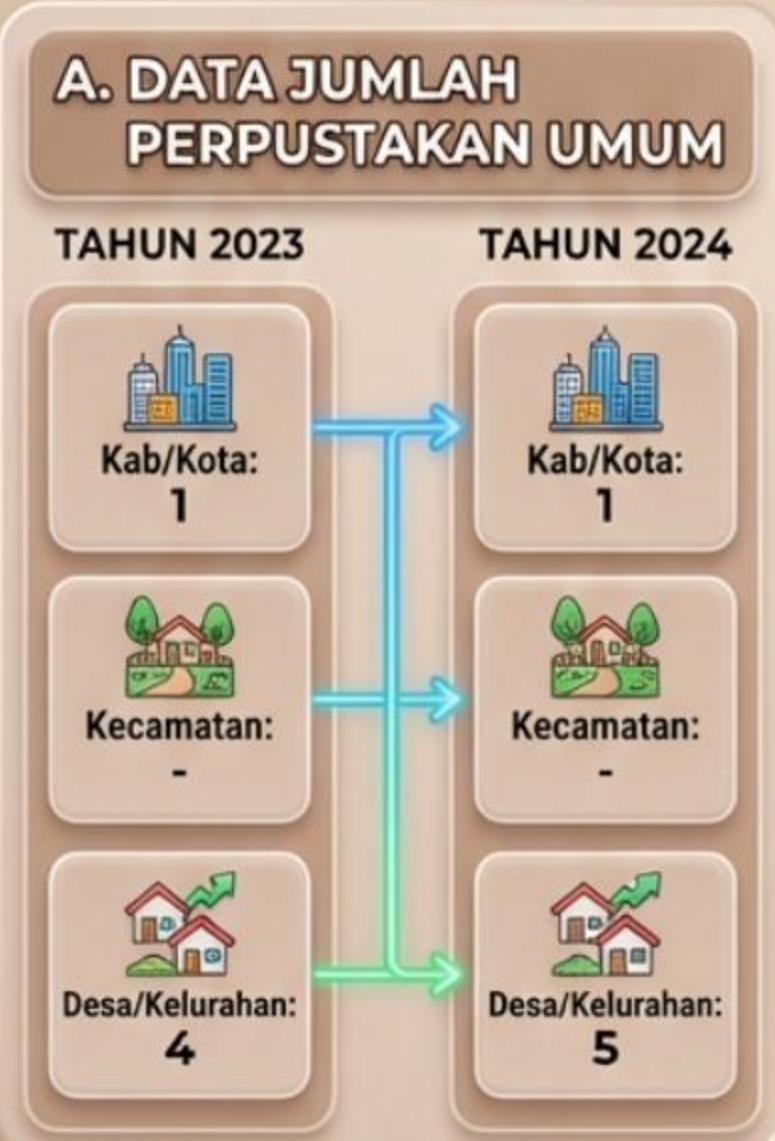 A. DATA JUMLAH
PERPUSTAKAN UMUM
TAHUN 2023
Kab/Kota:
1
Kecamatan:
-
Desa/Kelurahan:
4
TAHUN 2024
Kab/Kota:
1
Kecamatan:
-
Desa/Kelurahan:
5